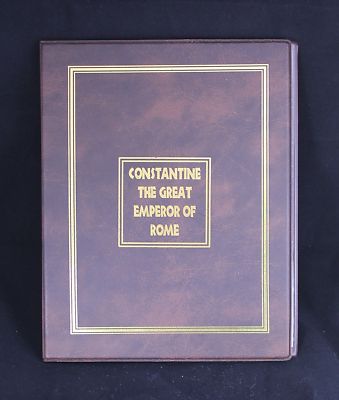 CONSTANTINE
THE GREAT
EMPEROR OF
ROME